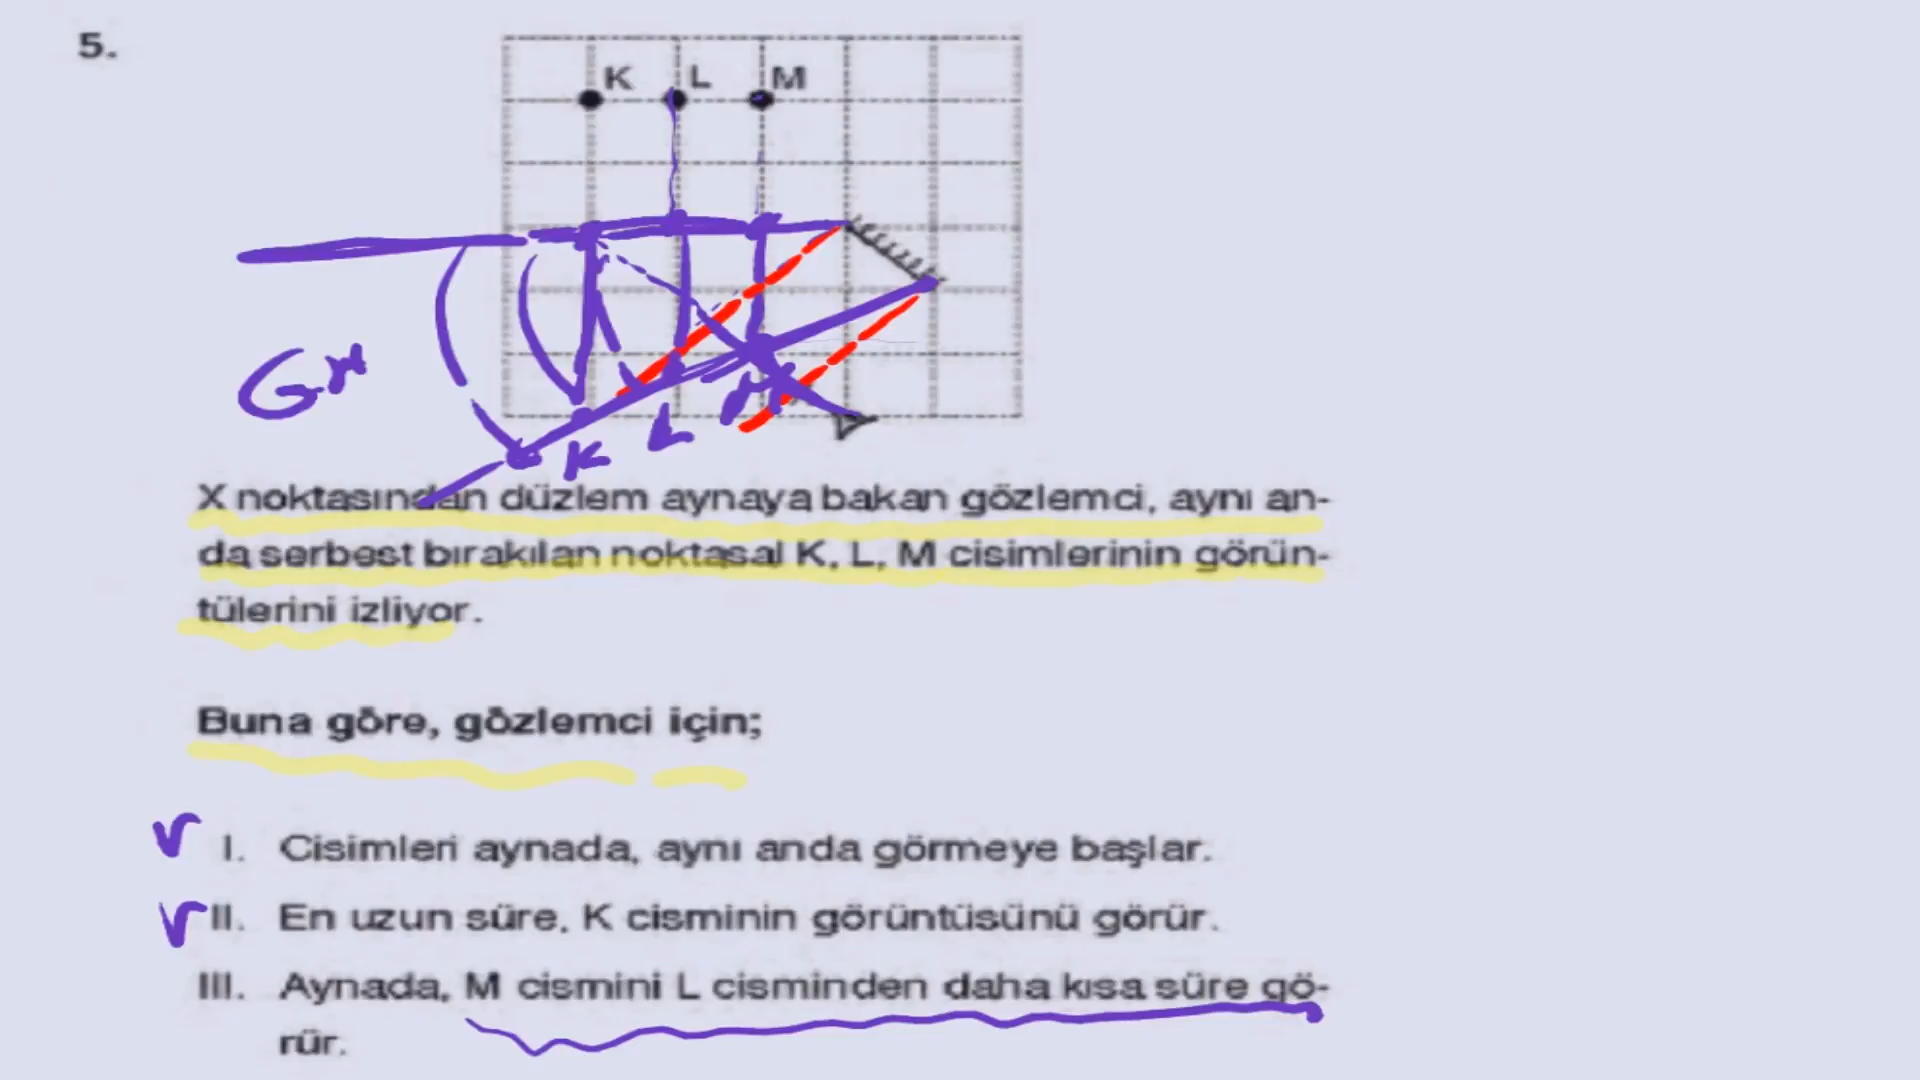 5.
K L M
G.M
K L M
X noktasından düzlem aynaya bakan gözlemci, aynı an-
da serbest bırakılan noktasal K, L, M cisimlerinin görün-
tülerini izliyor.
Buna göre, gözlemci için;
I. Cisimleri aynada, aynı anda görmeye başlar.
II. En uzun süre, K cisminin görüntüsünü görür.
III. Aynada, M cismini L cisminden daha kısa süre gö-
rür.